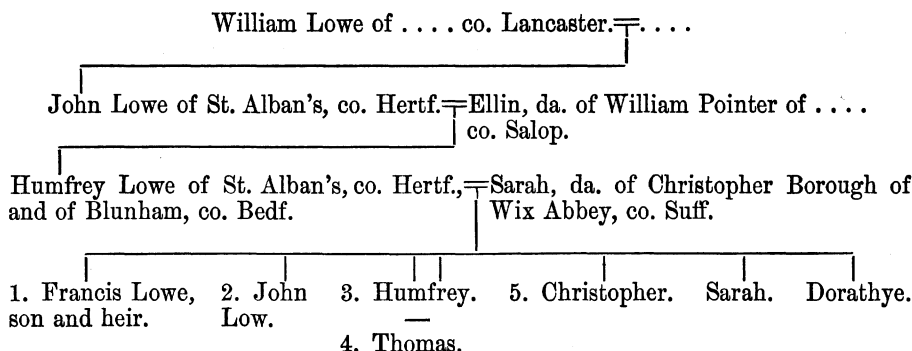 William Lowe of . . . . co. Lancaster.=. . . .
John Lowe of St. Alban's, co. Hertf.=Ellin, da. of William Pointer of . . . .
co. Salop.
Humfrey Lowe of St. Alban's, co. Hertf.,=Sarah, da. of Christopher Borough of
and of Blunham, co. Bedf. Wix Abbey, co. Suff.
1. Francis Lowe, 2. John 3. Humfrey. 5. Christopher. Sarah. Dorathye.
son and heir. Low. —
4. Thomas.